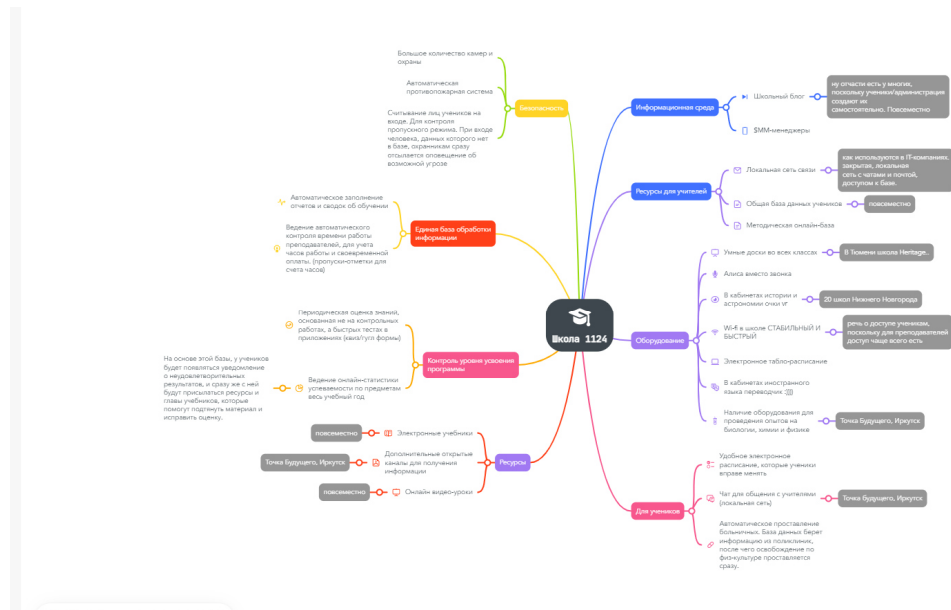 Большое количество камер и
охраны
Автоматическая
противопожарная система
Считывание лиц учеников на
входе. Для контроля
пропускного режима. При входе
человека, данных которого нет
в базе, охранникам сразу
отсылается оповещение об
возможной угрозе
Безопасность
Автоматическое заполнение
отчетов и сводок об обучении
Ведение автоматического
контроля времени работы
преподавателей, для учета
часов работы и своевременной
оплаты. (пропуски-отметки для
счета часов)
Единая база обработки
информации
Периодическая оценка знаний,
основанная не на контрольных
работах, а быстрых тестах в
приложениях (квиз/гугл формы)
На основе этой базы, у учеников
будет появляться уведомление
о неудовлетворительных
результатов, и сразу же с ней
будут присылаться ресурсы и
главы учебников, которые
помогут подтянуть материал и
исправить оценку.
Ведение онлайн-статистики
успеваемости по предметам
весь учебный год
Контроль уровня усвоения
программы
повсеместно
Электронные учебники
Точка Будущего, Иркутск
Дополнительные открытые
каналы для получения
информации
повсеместно
Онлайн видео-уроки
Ресурсы
Школа 1124
Информационная среда
Школьный блог
ну отчасти есть у многих,
поскольку ученики/администрация
создают их
самостоятельно. Повсеместно
SMM-менеджеры
Ресурсы для учителей
Локальная сеть связи
как используются в IT-компаниях.
закрытая, локальная
сеть с чатами и почтой,
доступом к базе.
Общая база данных учеников
повсеместно
Методическая онлайн-база
Оборудование
Умные доски во всех классах
В Тюмени школа Heritage..
Алиса вместо звонка
В кабинетах истории и
астрономии очки vr
20 школ Нижнего Новгорода
Wi-fi в школе СТАБИЛЬНЫЙ И
БЫСТРЫЙ
речь о доступе ученикам,
поскольку для преподавателей
доступ чаще всего есть
Электронное табло-расписание
В кабинетах иностранного
языка переводчик :)))
Наличие оборудования для
проведения опытов на
биологии, химии и физике
Точка Будущего, Иркутск
Для учеников
Удобное электронное
расписание, которые ученики
вправе менять
Чат для общения с учителями
(локальная сеть)
Точка будущего, Иркутск
Автоматическое проставление
больничных. База данных берет
информацию из поликлиник,
после чего освобождение по
физ-культуре проставляется
сразу.